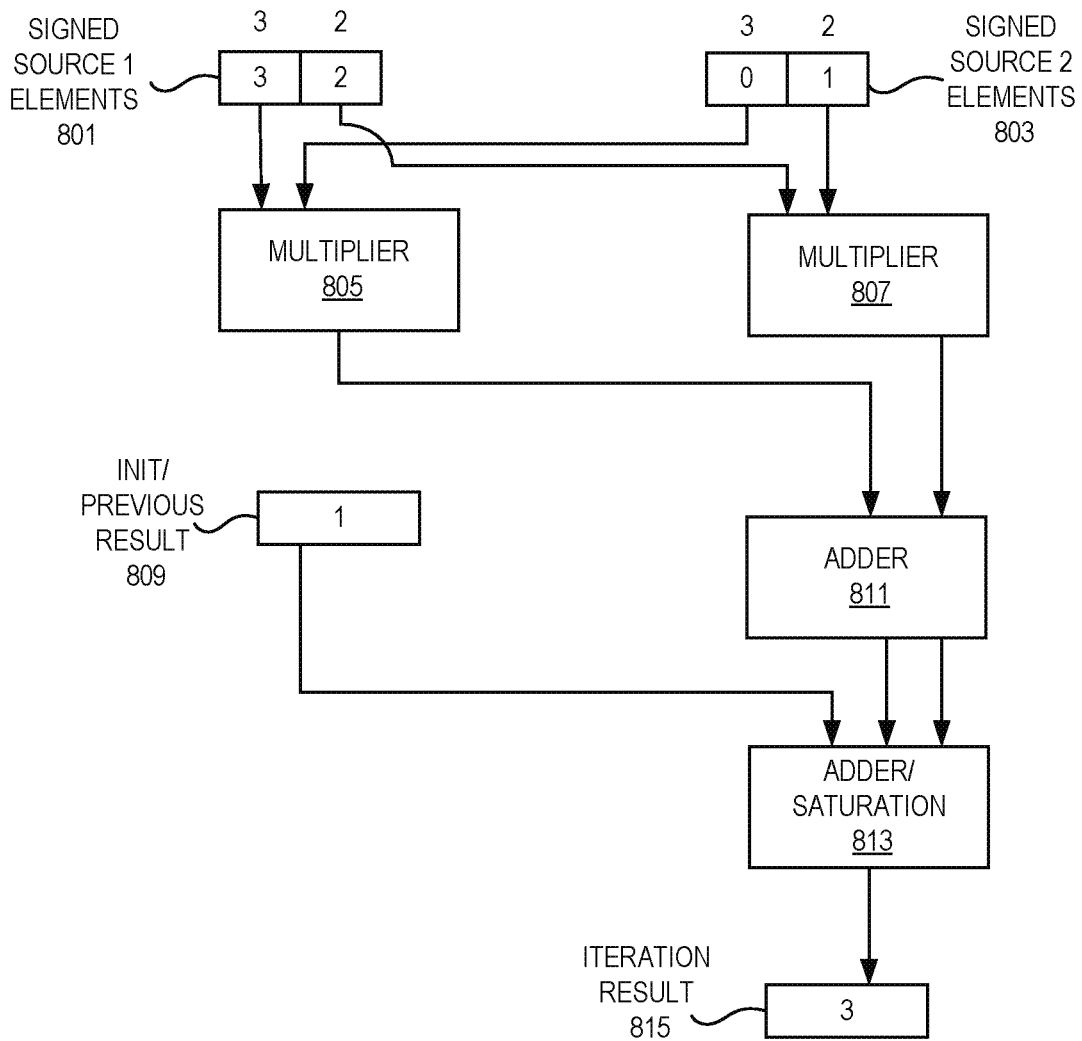 SIGNED
SOURCE 1
ELEMENTS
801
3 2
3 2
3 2
0 1
SIGNED
SOURCE 2
ELEMENTS
803
MULTIPLIER
805
MULTIPLIER
807
INIT/
PREVIOUS
RESULT
809
1
ADDER
811
ADDER/
SATURATION
813
ITERATION
RESULT
815
3